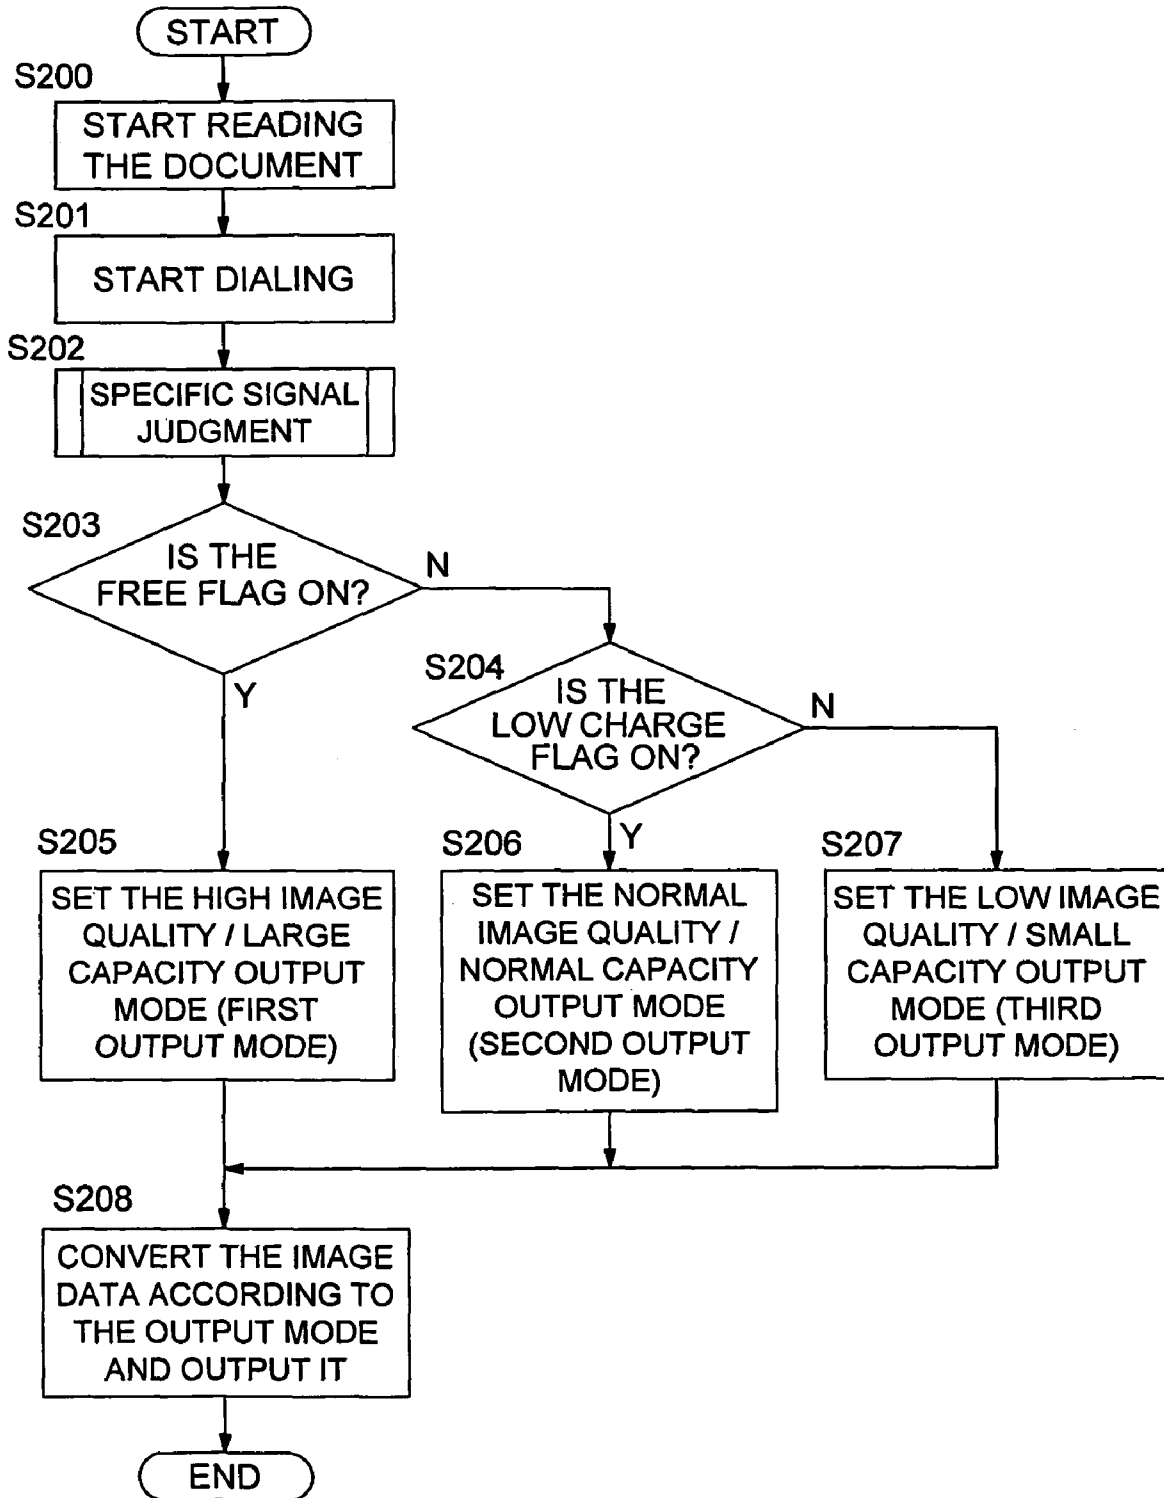 START
S200
START READING
THE DOCUMENT
S201
START DIALING
S202
SPECIFIC SIGNAL
JUDGMENT
S203
IS THE
FREE FLAG ON?
N
Y
S204
IS THE
LOW CHARGE
FLAG ON?
N
Y
S205
SET THE HIGH IMAGE
QUALITY / LARGE
CAPACITY OUTPUT
MODE (FIRST
OUTPUT MODE)
S206
SET THE NORMAL
IMAGE QUALITY /
NORMAL CAPACITY
OUTPUT MODE
(SECOND OUTPUT
MODE)
S207
SET THE LOW IMAGE
QUALITY / SMALL
CAPACITY OUTPUT
MODE (THIRD
OUTPUT MODE)
S208
CONVERT THE IMAGE
DATA ACCORDING TO
THE OUTPUT MODE
AND OUTPUT IT
END